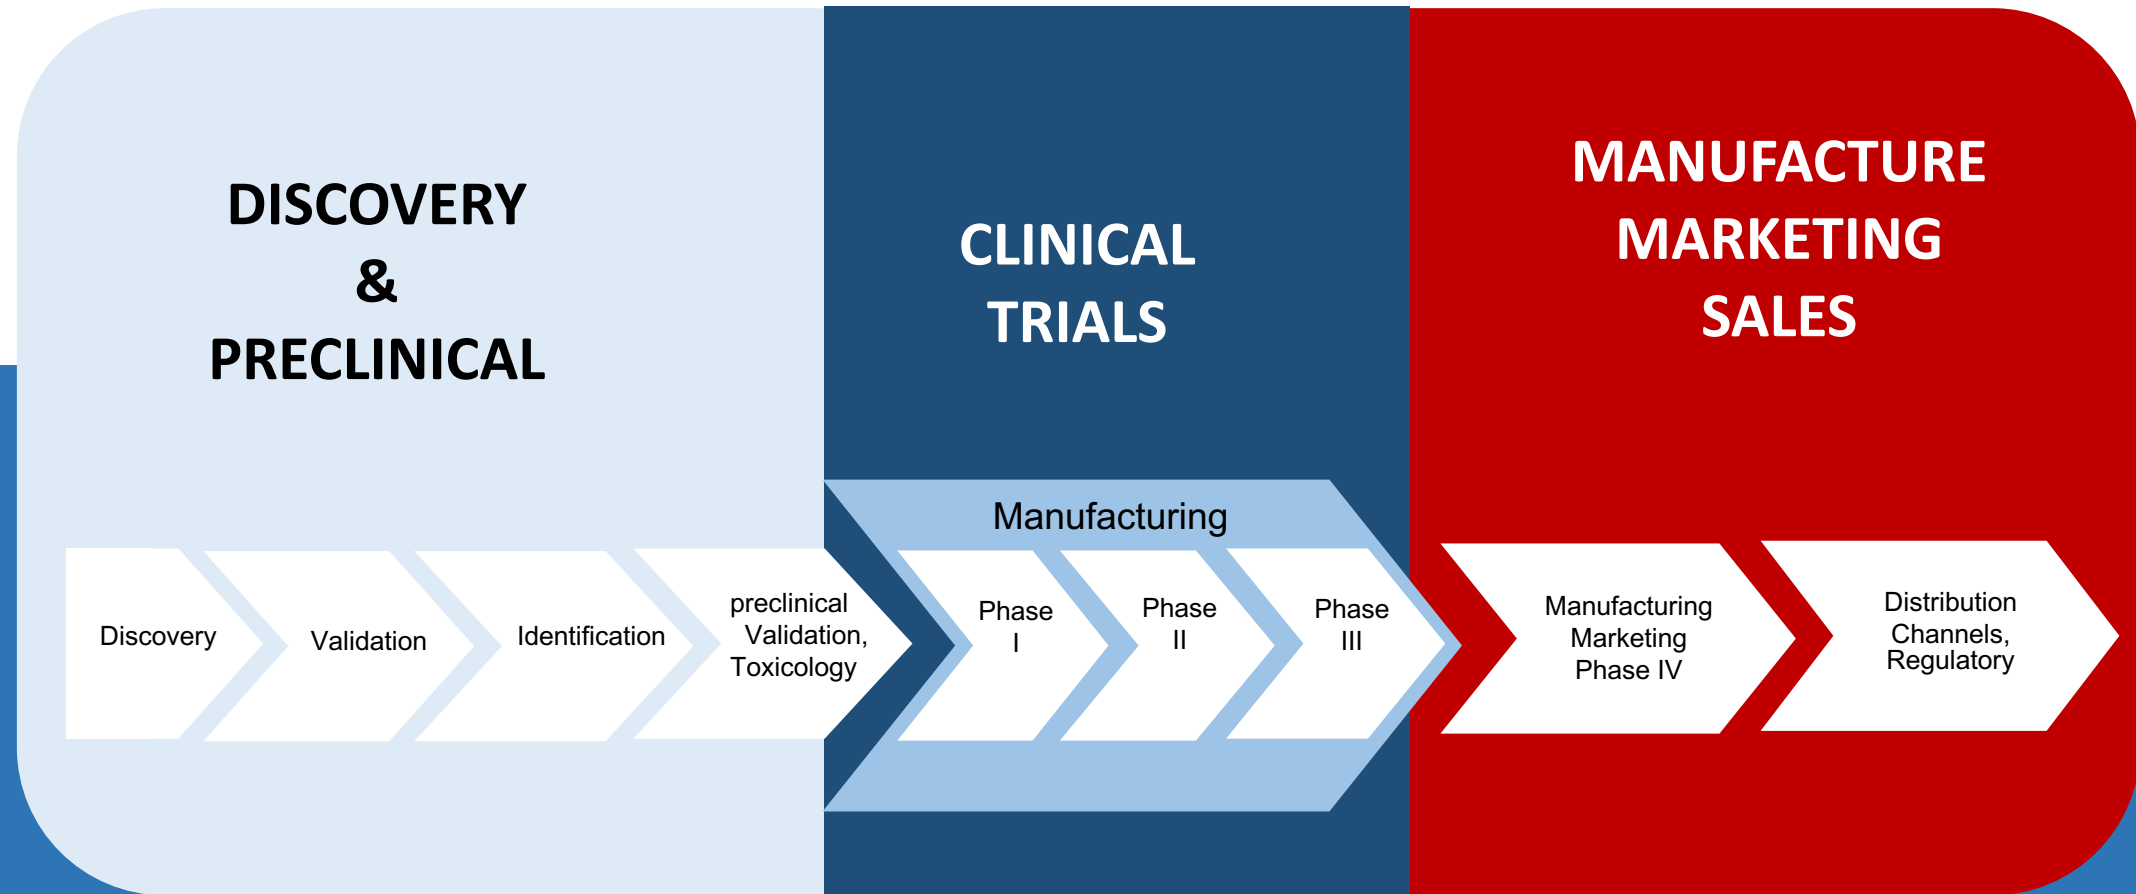 DISCOVERY
&
PRECLINICAL
CLINICAL
TRIALS
MANUFACTURE
MARKETING
SALES
Manufacturing
Discovery
Validation
Identification
preclinical
Validation,
Toxicology
Phase
I
Phase
II
Phase
III
Manufacturing
Marketing
Phase IV
Distribution
Channels,
Regulatory